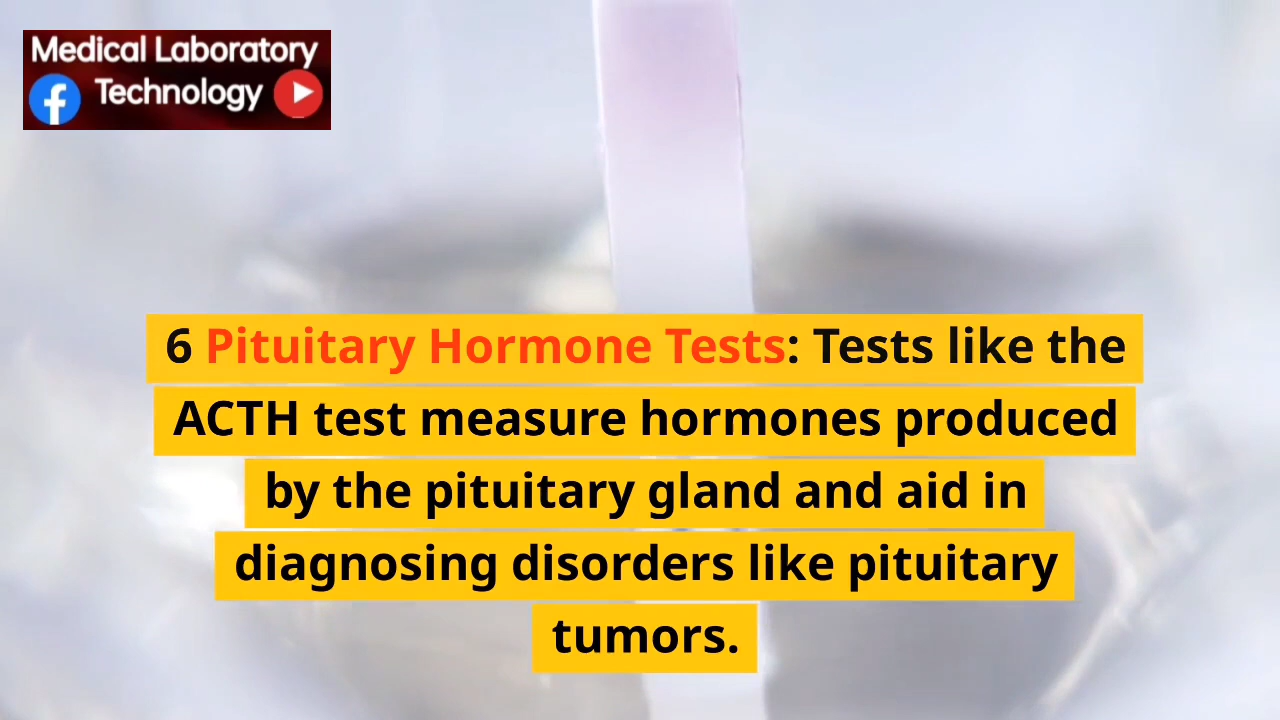 Medical Laboratory
Technology
6 Pituitary Hormone Tests: Tests like the
ACTH test measure hormones produced
by the pituitary gland and aid in
diagnosing disorders like pituitary
tumors.